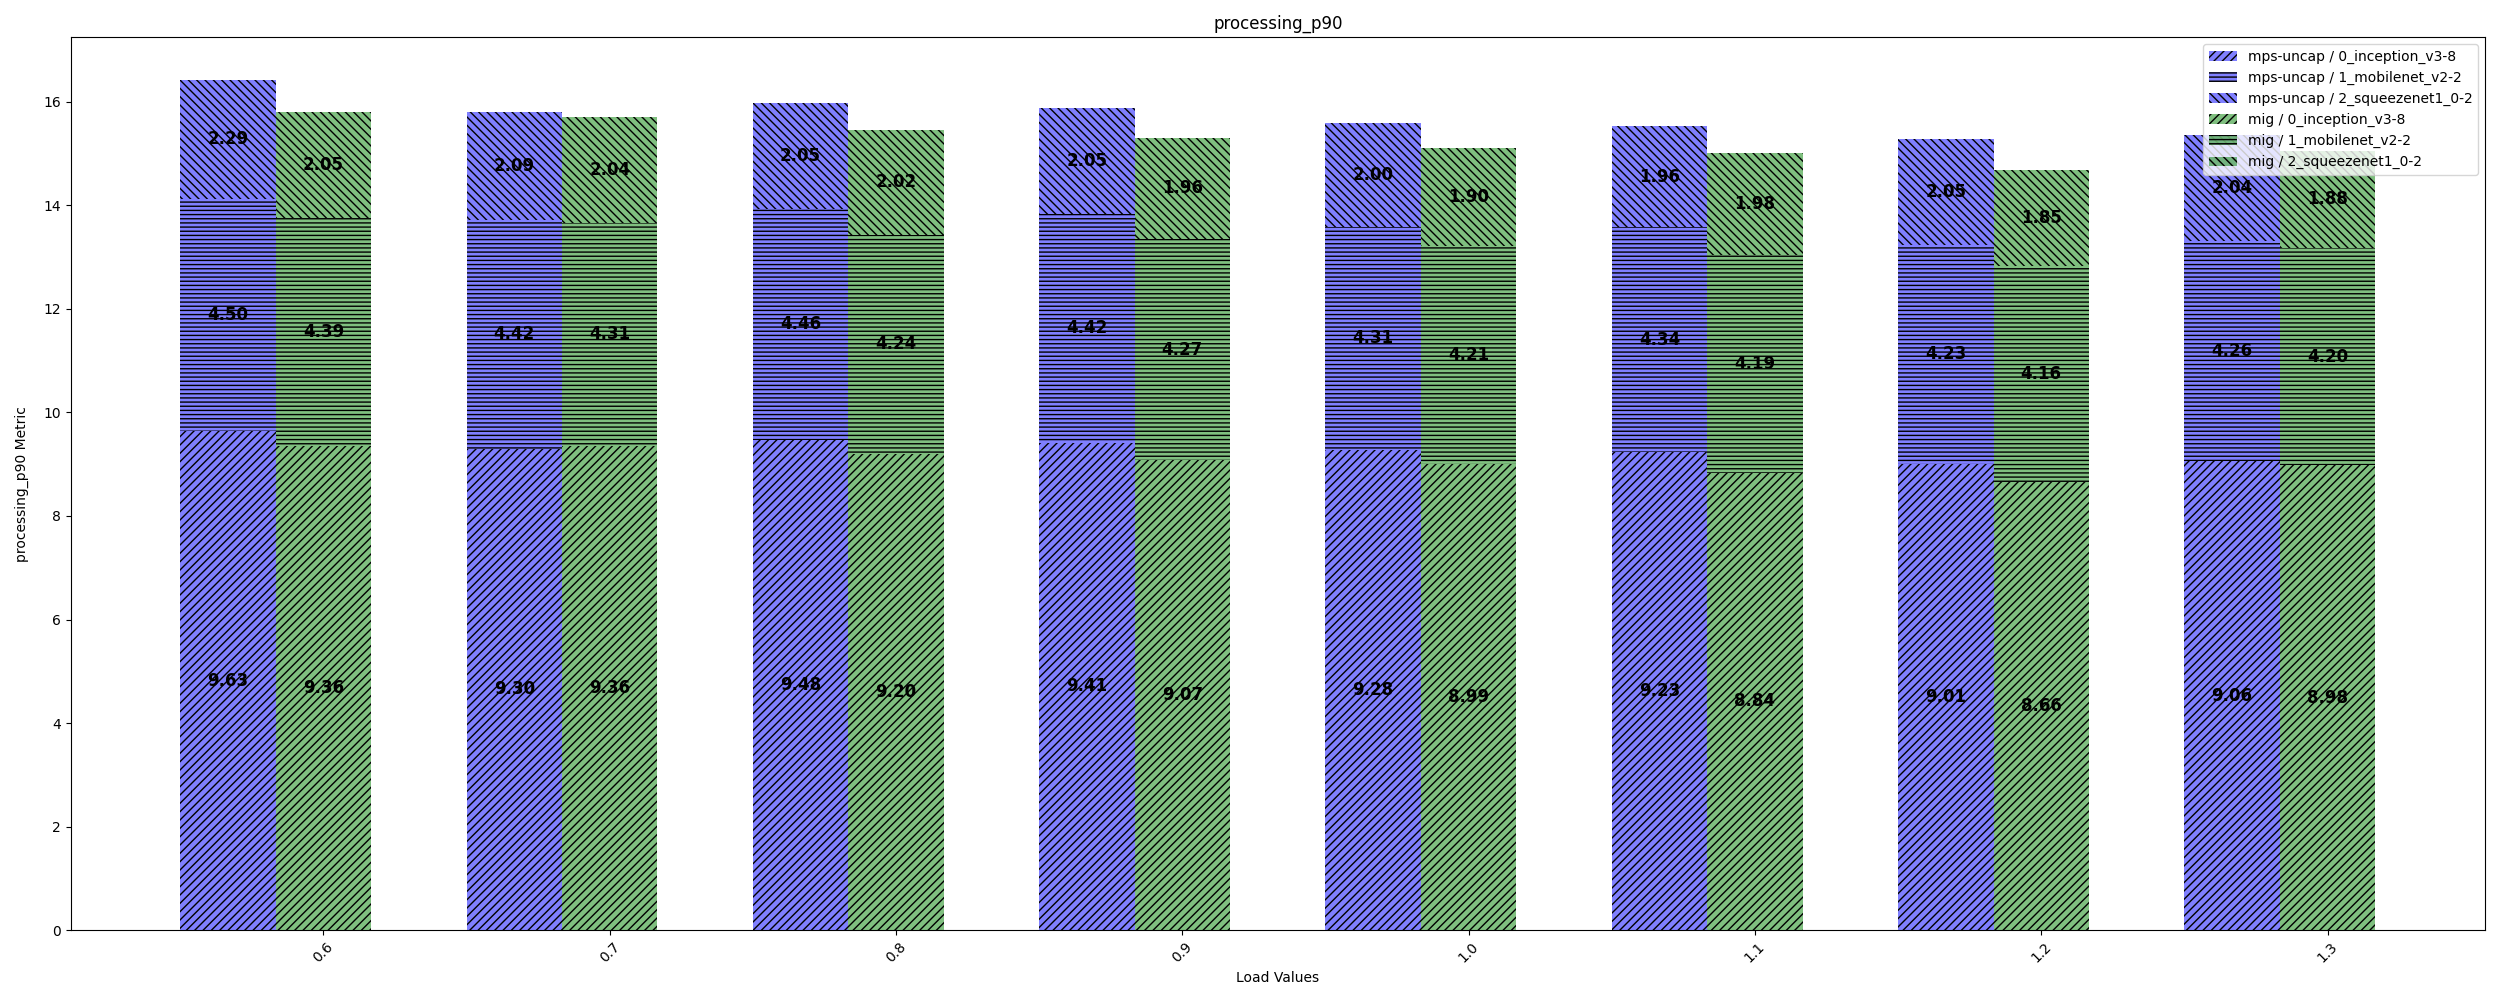 processing_p90
mps-uncap / 0_inception_v3-8
mps-uncap / 1_mobilenet_v2-2
mps-uncap / 2_squeezenet1_0-2
mig / 0_inception_v3-8
mig / 1_mobilenet_v2-2
mig / 2_squeezenet1_0-2
processing_p90 Metric
16
14
12
10
8
6
4
2
0
2.29 2.05 2.09 2.04 2.05 2.02 2.05 1.96 2.00 1.90 1.96 1.98 2.05 1.85 2.04 1.88
4.50 4.39 4.42 4.31 4.46 4.24 4.42 4.27 4.31 4.21 4.34 4.19 4.23 4.16 4.26 4.20
9.63 9.36 9.30 9.36 9.48 9.20 9.41 9.07 9.28 8.99 9.23 8.84 9.01 8.66 9.06 8.98
0.6 0.7 0.8 0.9 1.0 1.1 1.2 1.3
Load Values